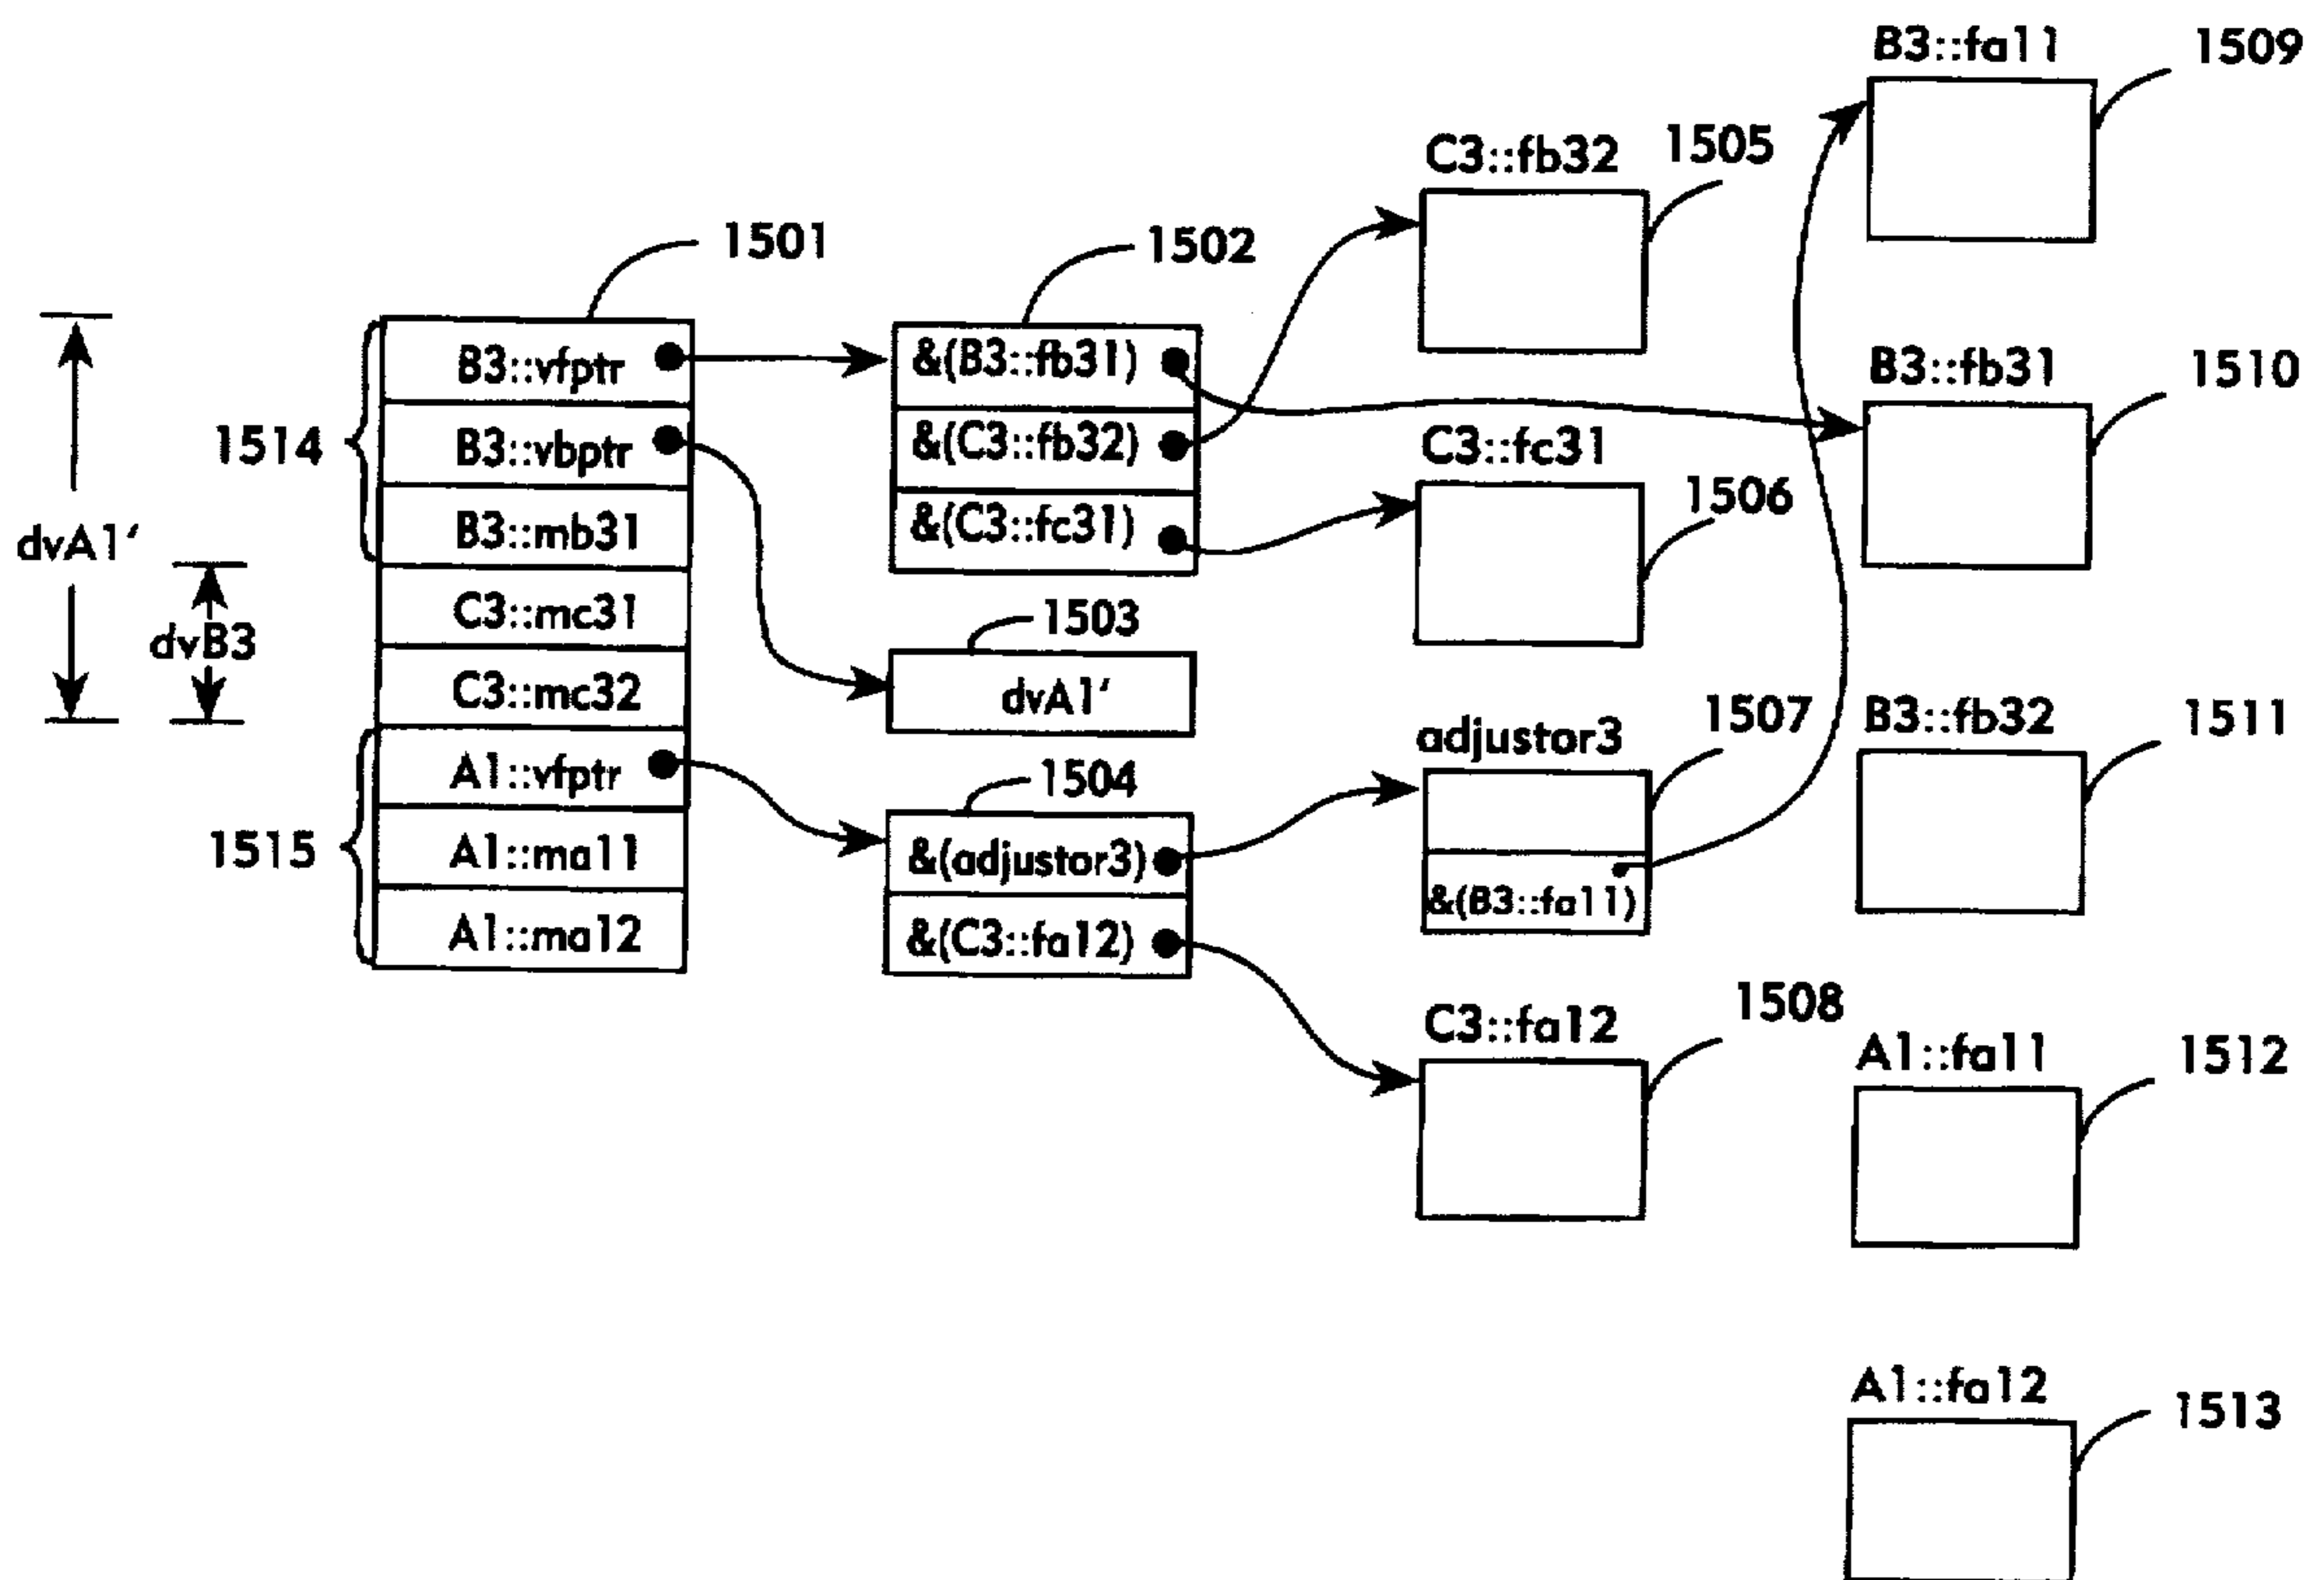 B3::fa11
1509
C3::fb32
1505
1501
1502
B3::vfptr
B3::vbptr
B3::mb31
C3::mc31
C3::mc32
A1::vfptr
A1::ma11
A1::ma12
1514
1515
dvA1′
dvB3
&(B3::fb31)
&(C3::fb32)
&(C3::fc31)
1503
dvA1′
1504
&(adjustor3)
&(C3::fa12)
C3::fc31
1506
adjustor3
1507
&(B3::fa11)
C3::fa12
1508
B3::fb31
1510
B3::fb32
1511
A1::fa11
1512
A1::fa12
1513